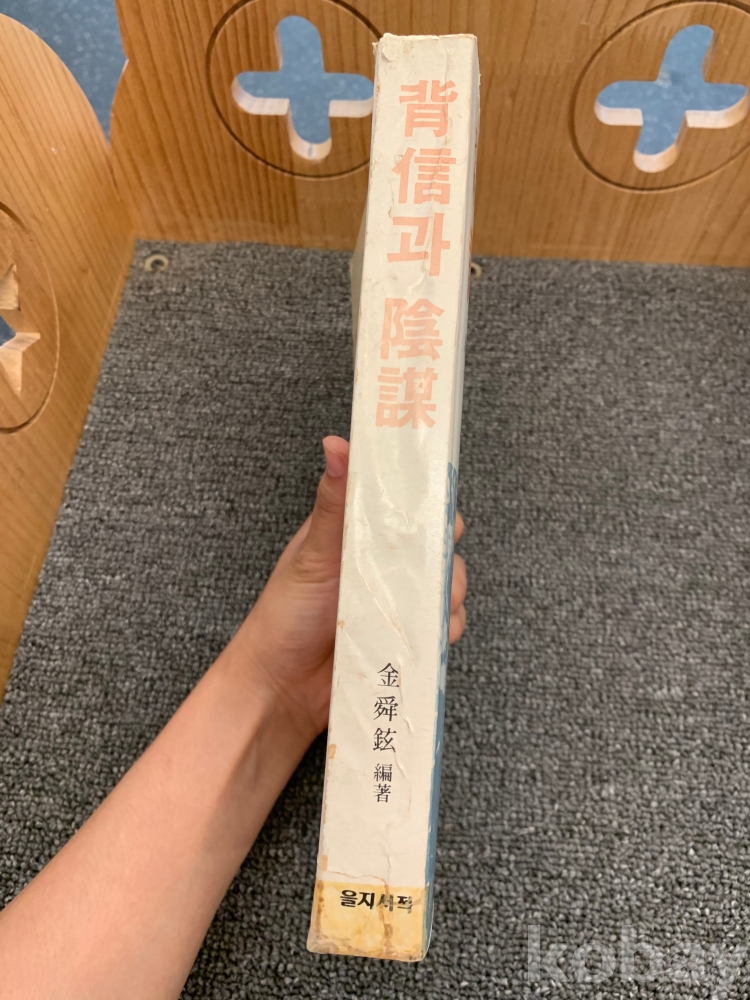 背信과 陰謀
金舜鉉 編著
을지서적
kobay